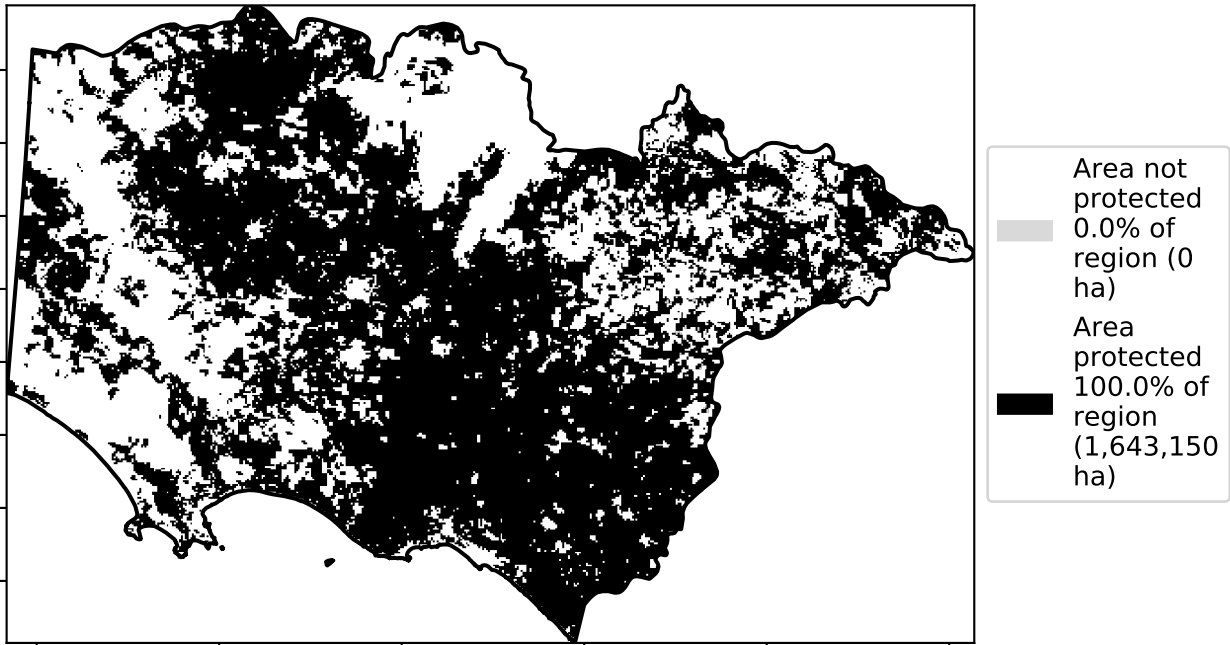 Area not
protected
0.0% of
region (0
ha)
Area
protected
100.0% of
region
(1,643,150
ha)